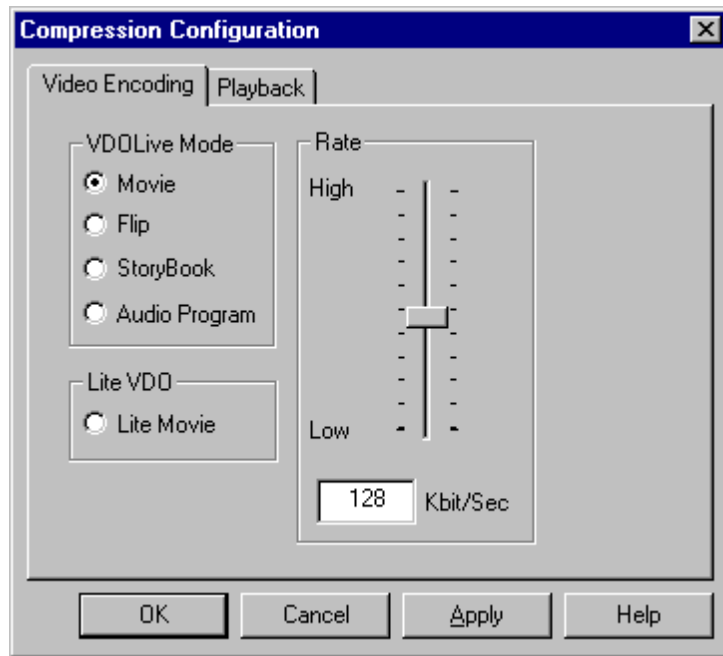 Compression Configuration
Video Encoding
Playback
VDOLive Mode
Movie
Flip
StoryBook
Audio Program
Lite VDO
Lite Movie
Rate
High
Low
128 Kbit/Sec
OK
Cancel
Apply
Help